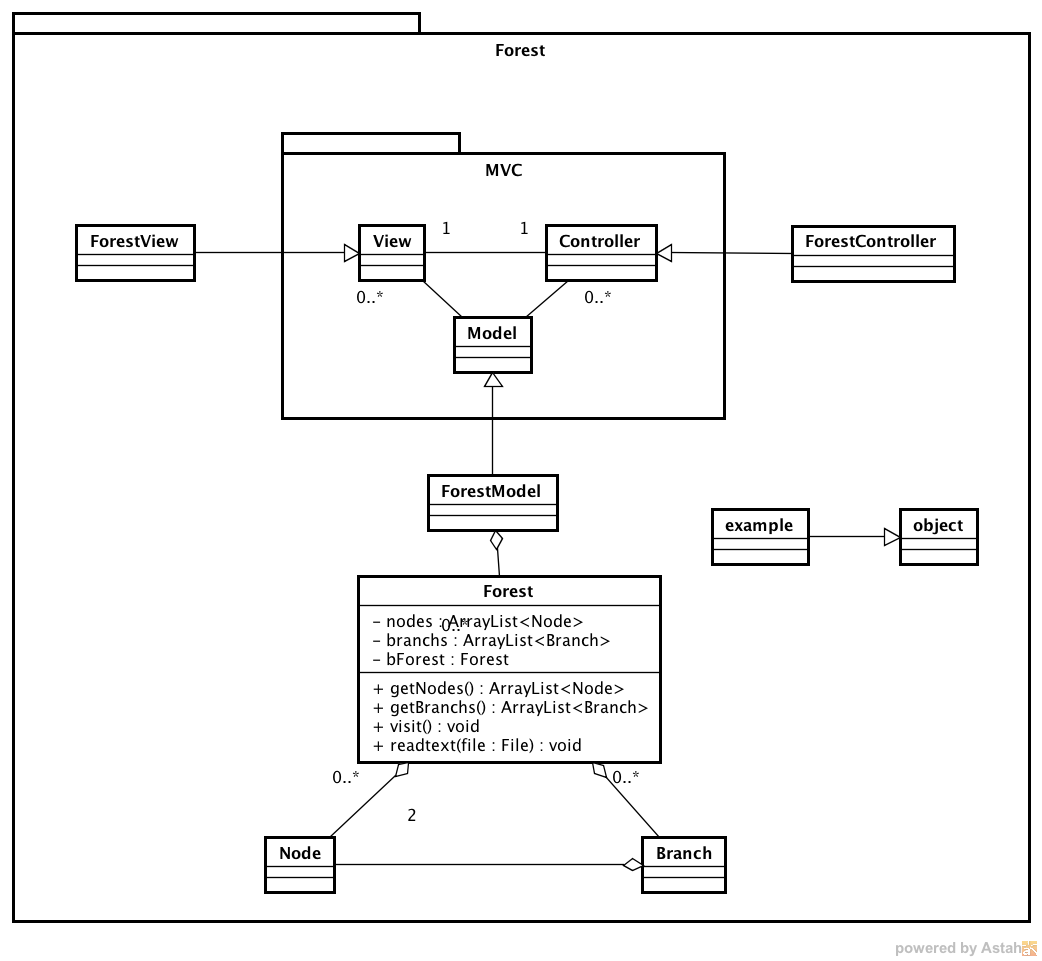 Forest
MVC
ForestView
View
1
1
Controller
ForestController
0..*
0..*
Model
ForestModel
example
object
Forest
0..*
- nodes : ArrayList<Node>
- branchs : ArrayList<Branch>
- bForest : Forest
+ getNodes() : ArrayList<Node>
+ getBranchs() : ArrayList<Branch>
+ visit() : void
+ readtext(file : File) : void
0..*
0..*
2
Node
Branch
powered by Astah